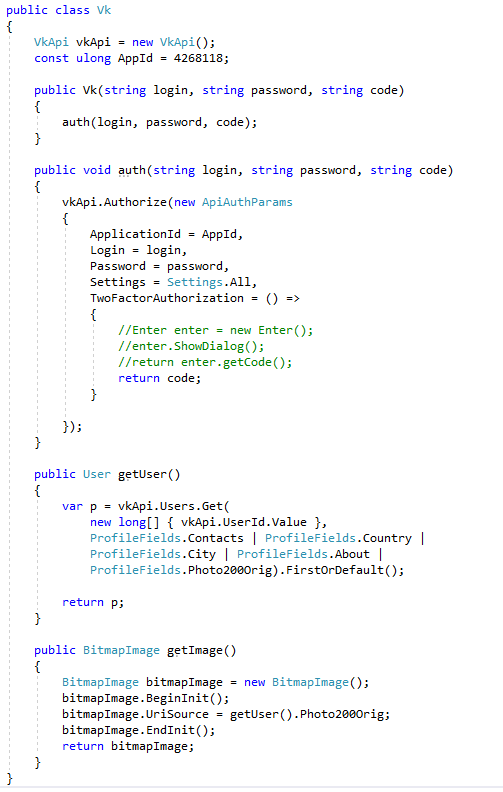 public class Vk
{
    VkApi vkApi = new VkApi();
    const ulong AppId = 4268118;

    public Vk(string login, string password, string code)
    {
        auth(login, password, code);
    }

    public void auth(string login, string password, string code)
    {
        vkApi.Authorize(new ApiAuthParams
        {
            ApplicationId = AppId,
            Login = login,
            Password = password,
            Settings = Settings.All,
            TwoFactorAuthorization = () =>
            {
                //Enter enter = new Enter();
                //enter.ShowDialog();
                //return enter.getCode();
                return code;
            }

        });
    }

    public User getUser()
    {
        var p = vkApi.Users.Get(
            new long[] { vkApi.UserId.Value },
            ProfileFields.Contacts | ProfileFields.Country |
            ProfileFields.City | ProfileFields.About |
            ProfileFields.Photo200Orig).FirstOrDefault();

        return p;
    }

    public BitmapImage getImage()
    {
        BitmapImage bitmapImage = new BitmapImage();
        bitmapImage.BeginInit();
        bitmapImage.UriSource = getUser().Photo200Orig;
        bitmapImage.EndInit();
        return bitmapImage;
    }
}